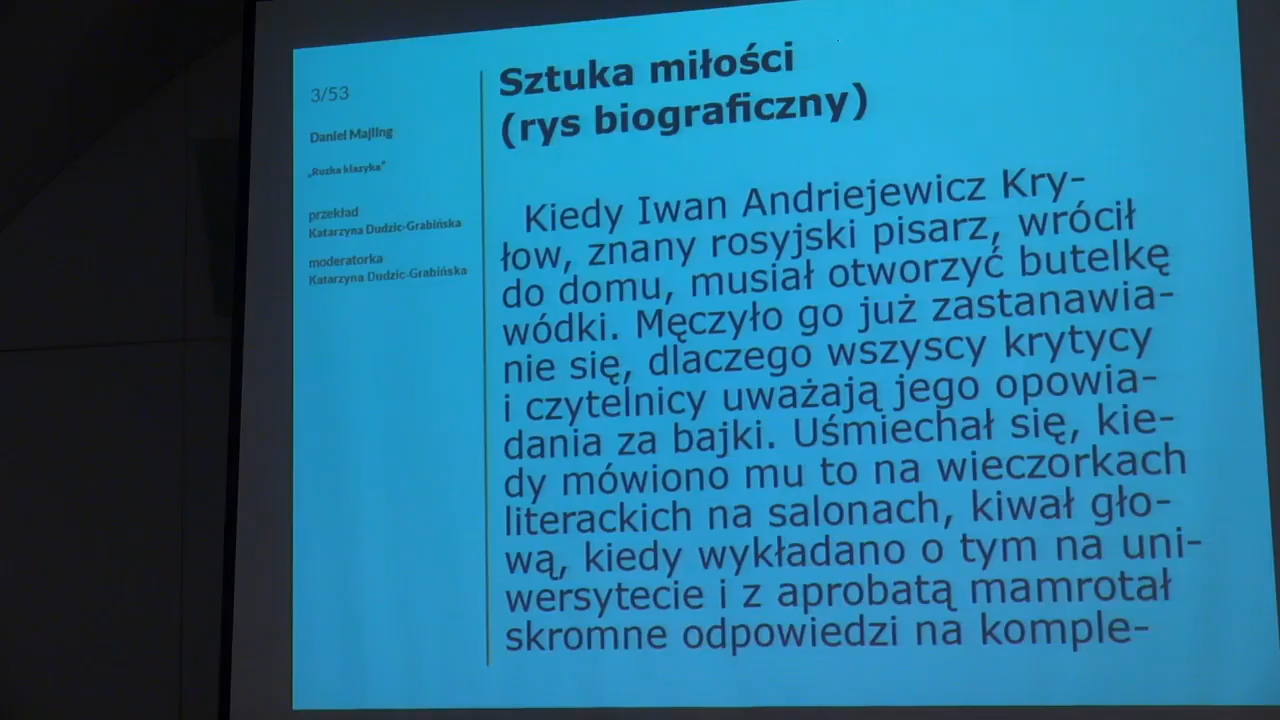 3/53
Daniel Majling
„Ruzka klazyka”
przekład
Katarzyna Dudzic-Grabińska
moderatorka
Katarzyna Dudzic-Grabińska
Sztuka miłości
(rys biograficzny)
Kiedy Iwan Andriejewicz Kry-
łow, znany rosyjski pisarz, wrócił
do domu, musiał otworzyć butelkę
wódki. Męczyło go już zastanawia-
nie się, dlaczego wszyscy krytycy
i czytelnicy uważają jego opowia-
dania za bajki. Uśmiechał się, kie-
dy mówiono mu to na wieczorkach
literackich na salonach, kiwał gło-
wą, kiedy wykładano o tym na uni-
wersytecie i z aprobatą mamrotał
skromne odpowiedzi na komple-